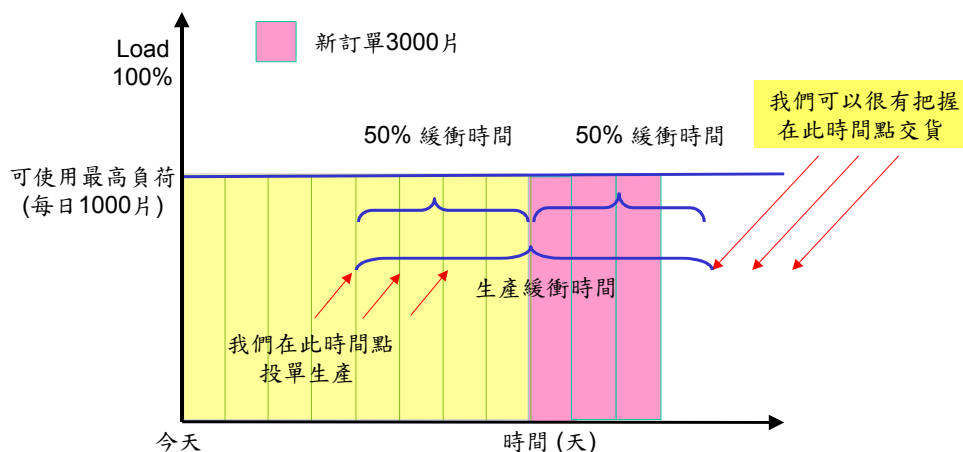 Load
100%
新訂單3000片
我們可以很有把握
在此時間點交貨
50% 緩衝時間
50% 緩衝時間
可使用最高負荷
(每日1000片)
生產緩衝時間
我們在此時間點
投單生產
今天
時間 (天)